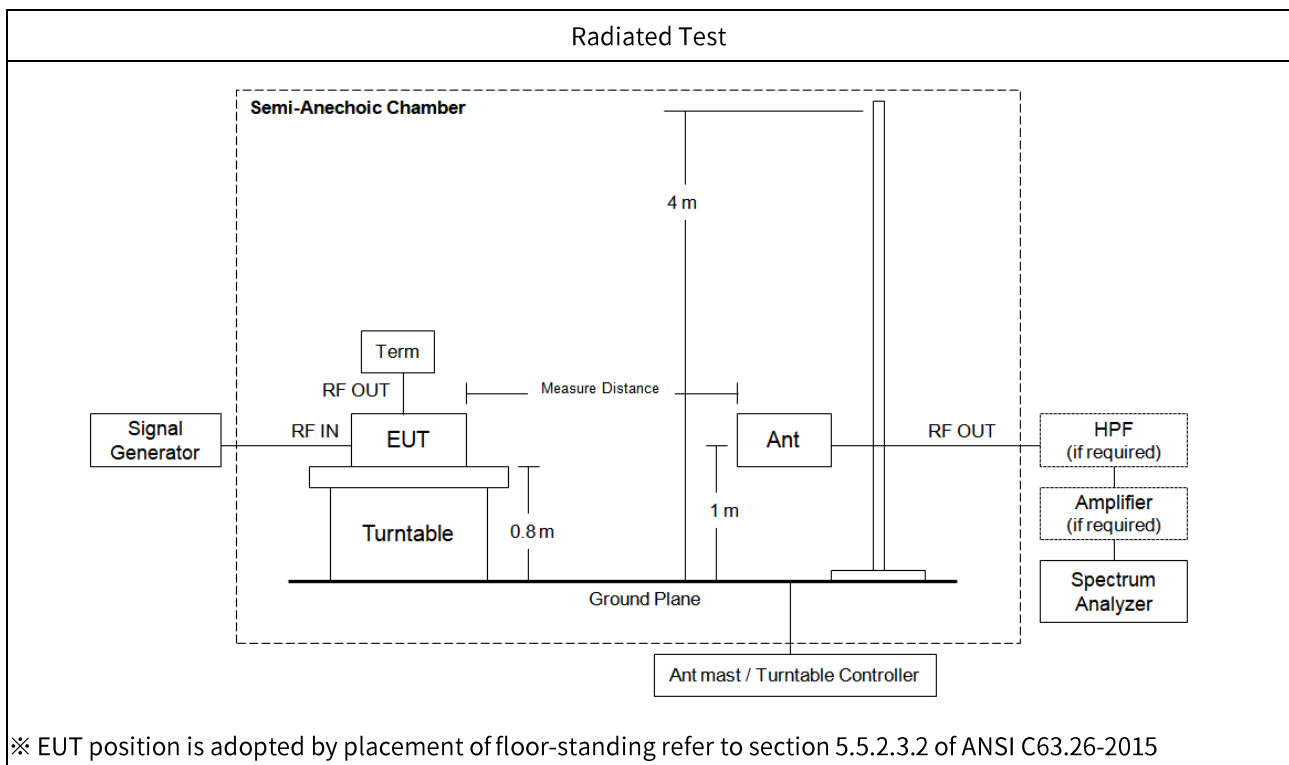 Radiated Test
Semi-Anechoic Chamber
4 m
Term
RF OUT
Measure Distance
Signal
Generator
RF IN
EUT
Ant
RF OUT
HPF
(if required)
1 m
Amplifier
(if required)
Turntable
0.8 m
Spectrum
Analyzer
Ground Plane
Ant mast / Turntable Controller
※ EUT position is adopted by placement of floor-standing refer to section 5.5.2.3.2 of ANSI C63.26-2015